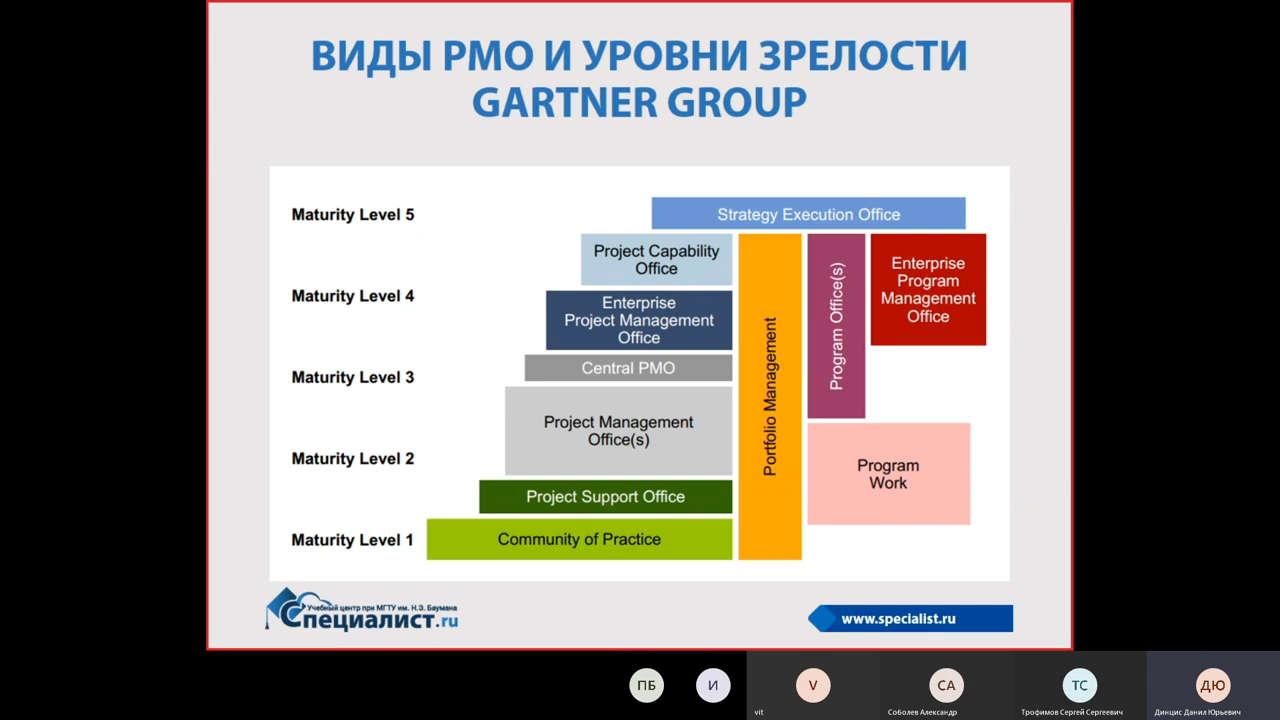 ВИДЫ PMO И УРОВНИ ЗРЕЛОСТИ
GARTNER GROUP
Maturity Level 5
Strategy Execution Office
Project Capability
Office
Maturity Level 4
Enterprise
Project Management
Office
Enterprise
Program
Management
Office
Program Office(s)
Portfolio Management
Maturity Level 3
Central PMO
Project Management
Office(s)
Maturity Level 2
Program
Work
Project Support Office
Maturity Level 1
Community of Practice
Учебный центр при МГТУ им. Н.Э. Баумана
Специалист.ru
www.specialist.ru
ПБ
И
V
СА
ТС
ДЮ
vit
Соболев Александр
Трофимов Сергей Сергеевич
Динцис Данил Юрьевич